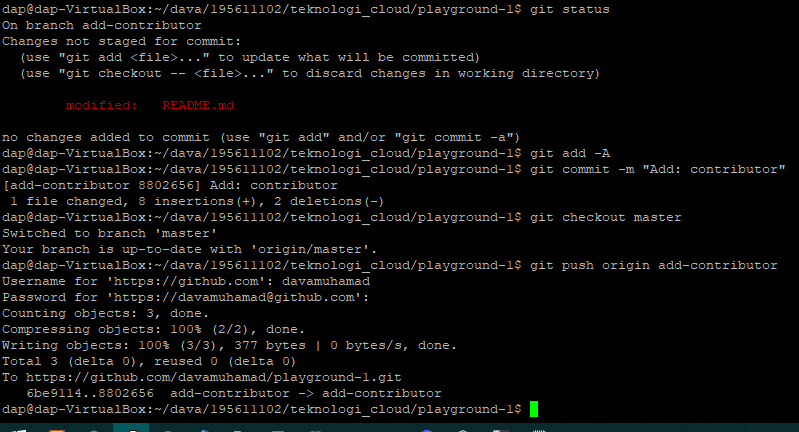 dap@dap-VirtualBox:~/dava/195611102/teknologi_cloud/playground-1$ git status
On branch add-contributor
Changes not staged for commit:
  (use "git add <file>..." to update what will be committed)
  (use "git checkout -- <file>..." to discard changes in working directory)

        modified:   README.md

no changes added to commit (use "git add" and/or "git commit -a")
dap@dap-VirtualBox:~/dava/195611102/teknologi_cloud/playground-1$ git add -A
dap@dap-VirtualBox:~/dava/195611102/teknologi_cloud/playground-1$ git commit -m "Add: contributor"
[add-contributor 8802656] Add: contributor
 1 file changed, 8 insertions(+), 2 deletions(-)
dap@dap-VirtualBox:~/dava/195611102/teknologi_cloud/playground-1$ git checkout master
Switched to branch 'master'
Your branch is up-to-date with 'origin/master'.
dap@dap-VirtualBox:~/dava/195611102/teknologi_cloud/playground-1$ git push origin add-contributor
Username for 'https://github.com': davamuhamad
Password for 'https://davamuhamad@github.com':
Counting objects: 3, done.
Compressing objects: 100% (2/2), done.
Writing objects: 100% (3/3), 377 bytes | 0 bytes/s, done.
Total 3 (delta 0), reused 0 (delta 0)
To https://github.com/davamuhamad/playground-1.git
   6be9114..8802656  add-contributor -> add-contributor
dap@dap-VirtualBox:~/dava/195611102/teknologi_cloud/playground-1$